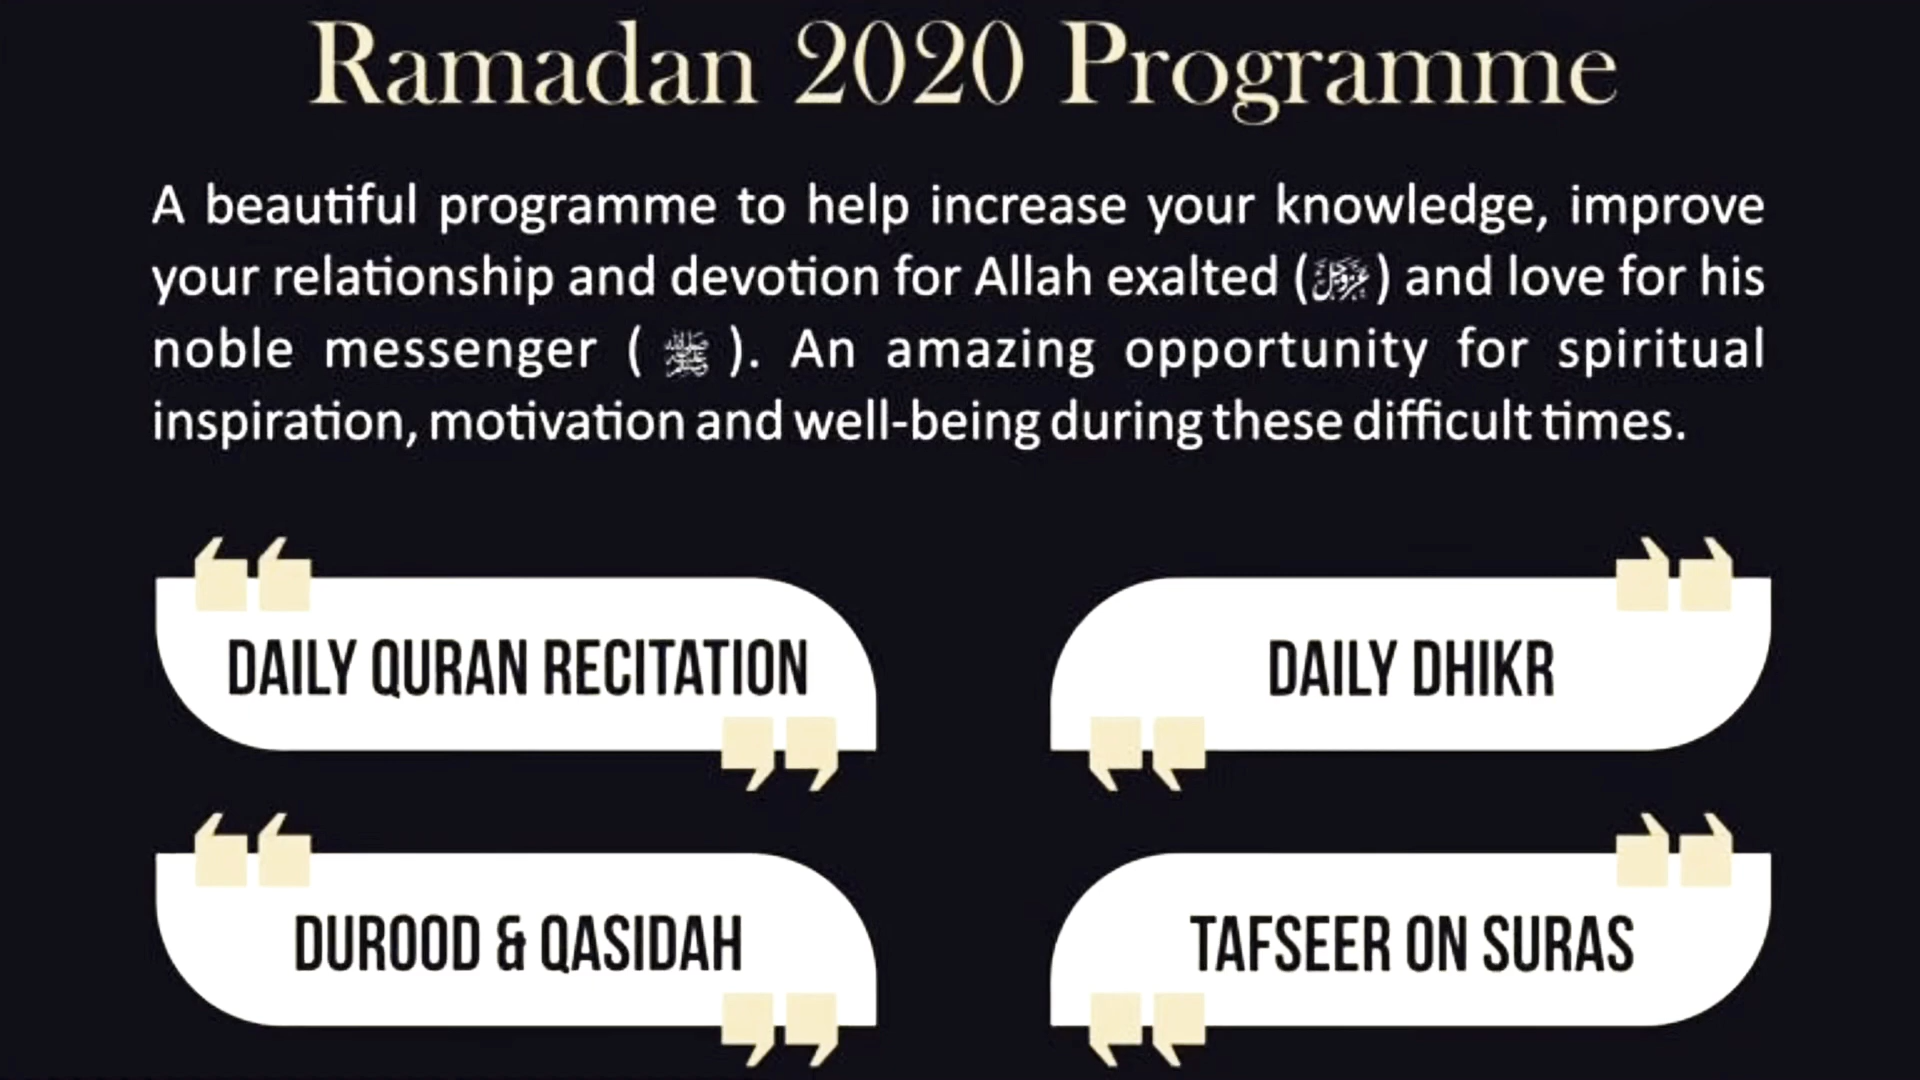 Ramadan 2020 Programme
A beautiful programme to help increase your knowledge, improve
your relationship and devotion for Allah exalted (عزوجل) and love for his
noble messenger ( ﷺ ). An amazing opportunity for spiritual
inspiration, motivation and well-being during these difficult times.
DAILY QURAN RECITATION
DAILY DHIKR
DUROOD & QASIDAH
TAFSEER ON SURAS